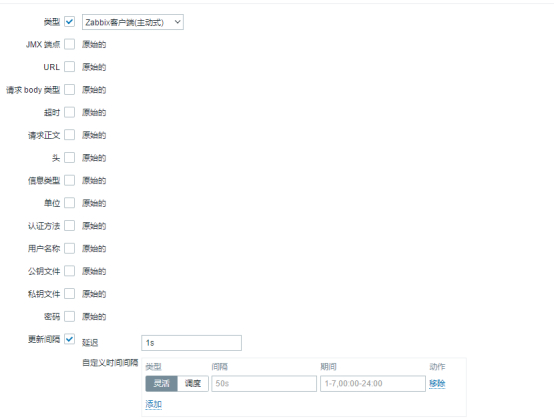 类型 Zabbix客户端(主动式)
JMX 端点 原始的
URL 原始的
请求 body 类型 原始的
超时 原始的
请求正文 原始的
头 原始的
信息类型 原始的
单位 原始的
认证方法 原始的
用户名称 原始的
公钥文件 原始的
私钥文件 原始的
密码 原始的
更新间隔 延迟 1s
自定义时间间隔 类型 间隔 期间 动作
灵活 调度 50s 1-7,00:00-24:00 移除
添加